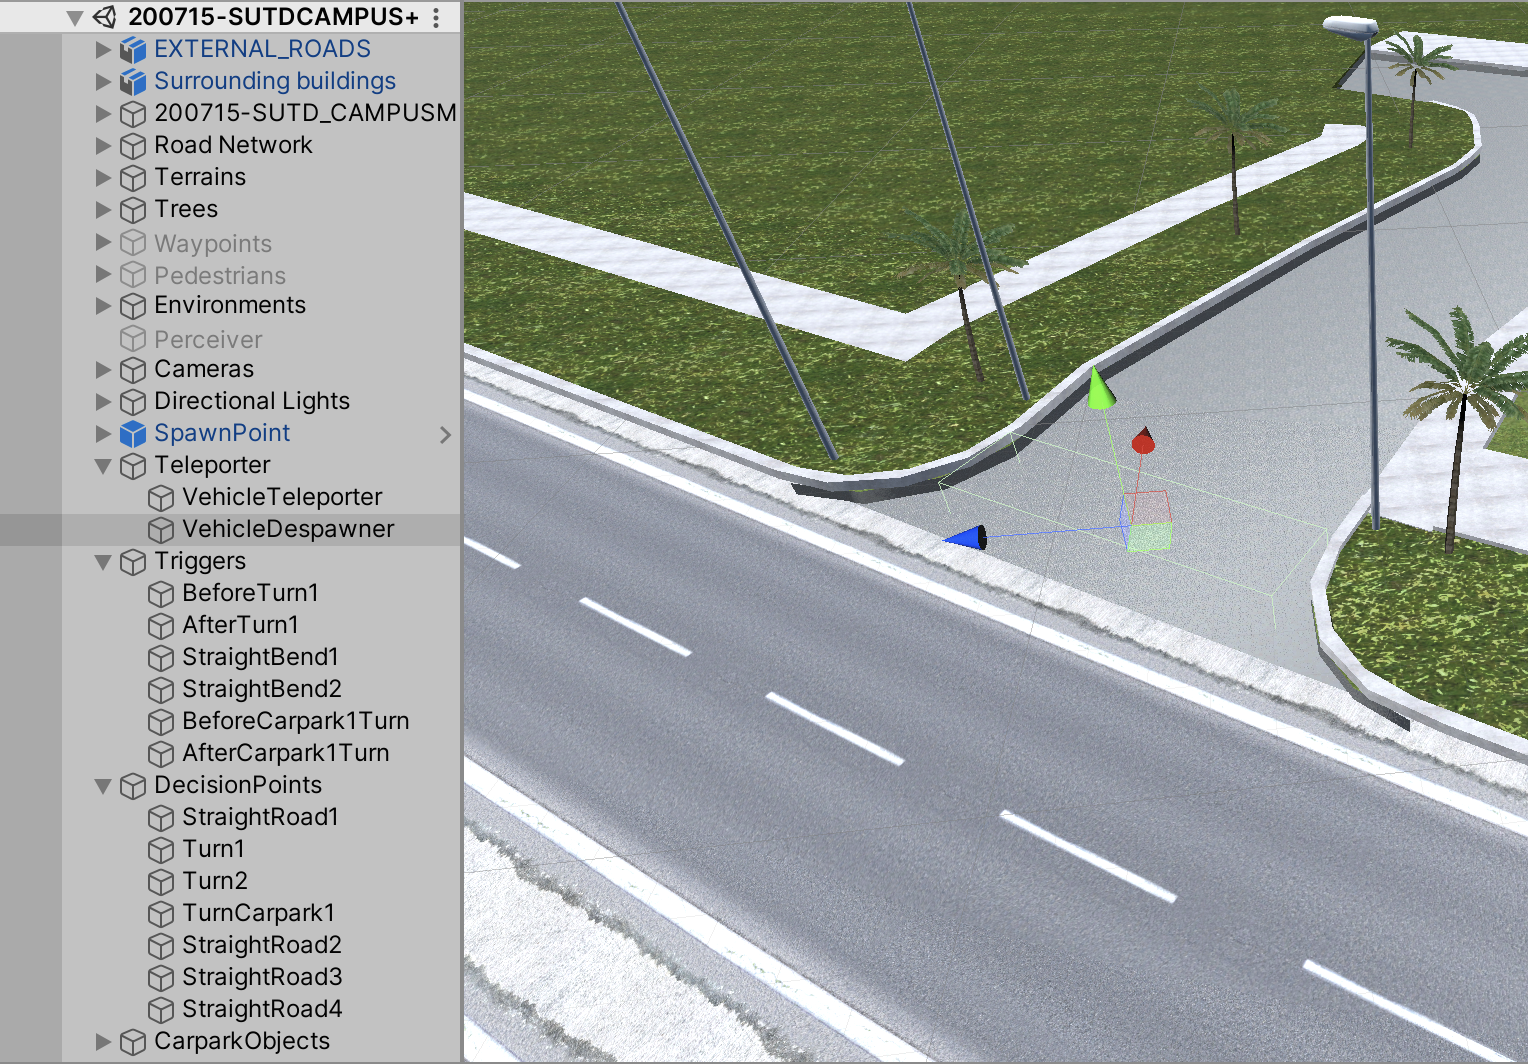 200715-SUTDCAMPUS+
EXTERNAL_ROADS
Surrounding buildings
200715-SUTD_CAMPUSM
Road Network
Terrains
Trees
Waypoints
Pedestrians
Environments
Perceiver
Cameras
Directional Lights
SpawnPoint
Teleporter
VehicleTeleporter
VehicleDespawner
Triggers
BeforeTurn1
AfterTurn1
StraightBend1
StraightBend2
BeforeCarpark1Turn
AfterCarpark1Turn
DecisionPoints
StraightRoad1
Turn1
Turn2
TurnCarpark1
StraightRoad2
StraightRoad3
StraightRoad4
CarparkObjects